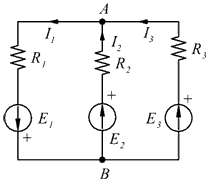 A
I1 I2 I3
R1 R2 R3
+ +
E1 E2 E3
+
B